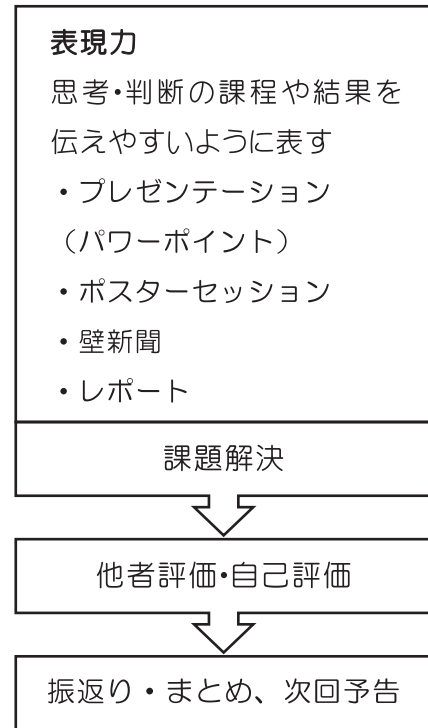 表現力
思考・判断の課程や結果を
伝えやすいように表す
・プレゼンテーション
（パワーポイント）
・ポスターセッション
・壁新聞
・レポート
課題解決
他者評価・自己評価
振返り・まとめ、次回予告